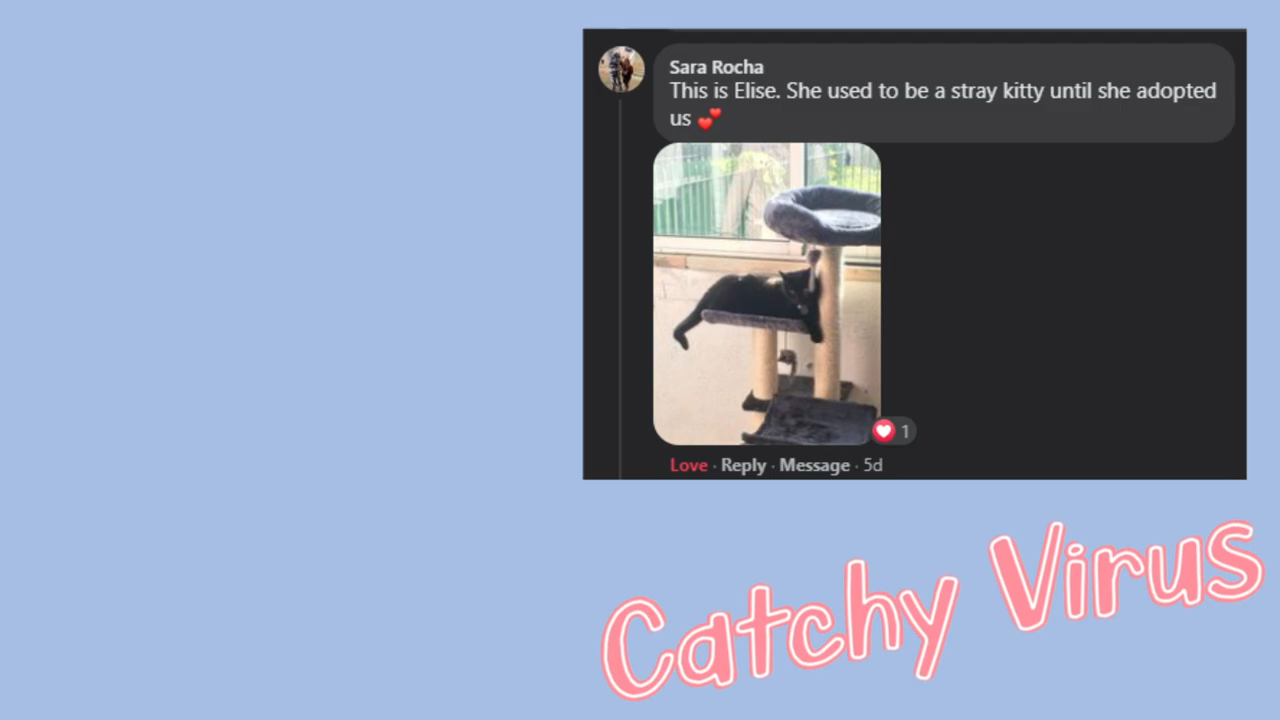 Sara Rocha
This is Elise. She used to be a stray kitty until she adopted
us 💕
1
Love · Reply · Message · 5d
Catchy Virus